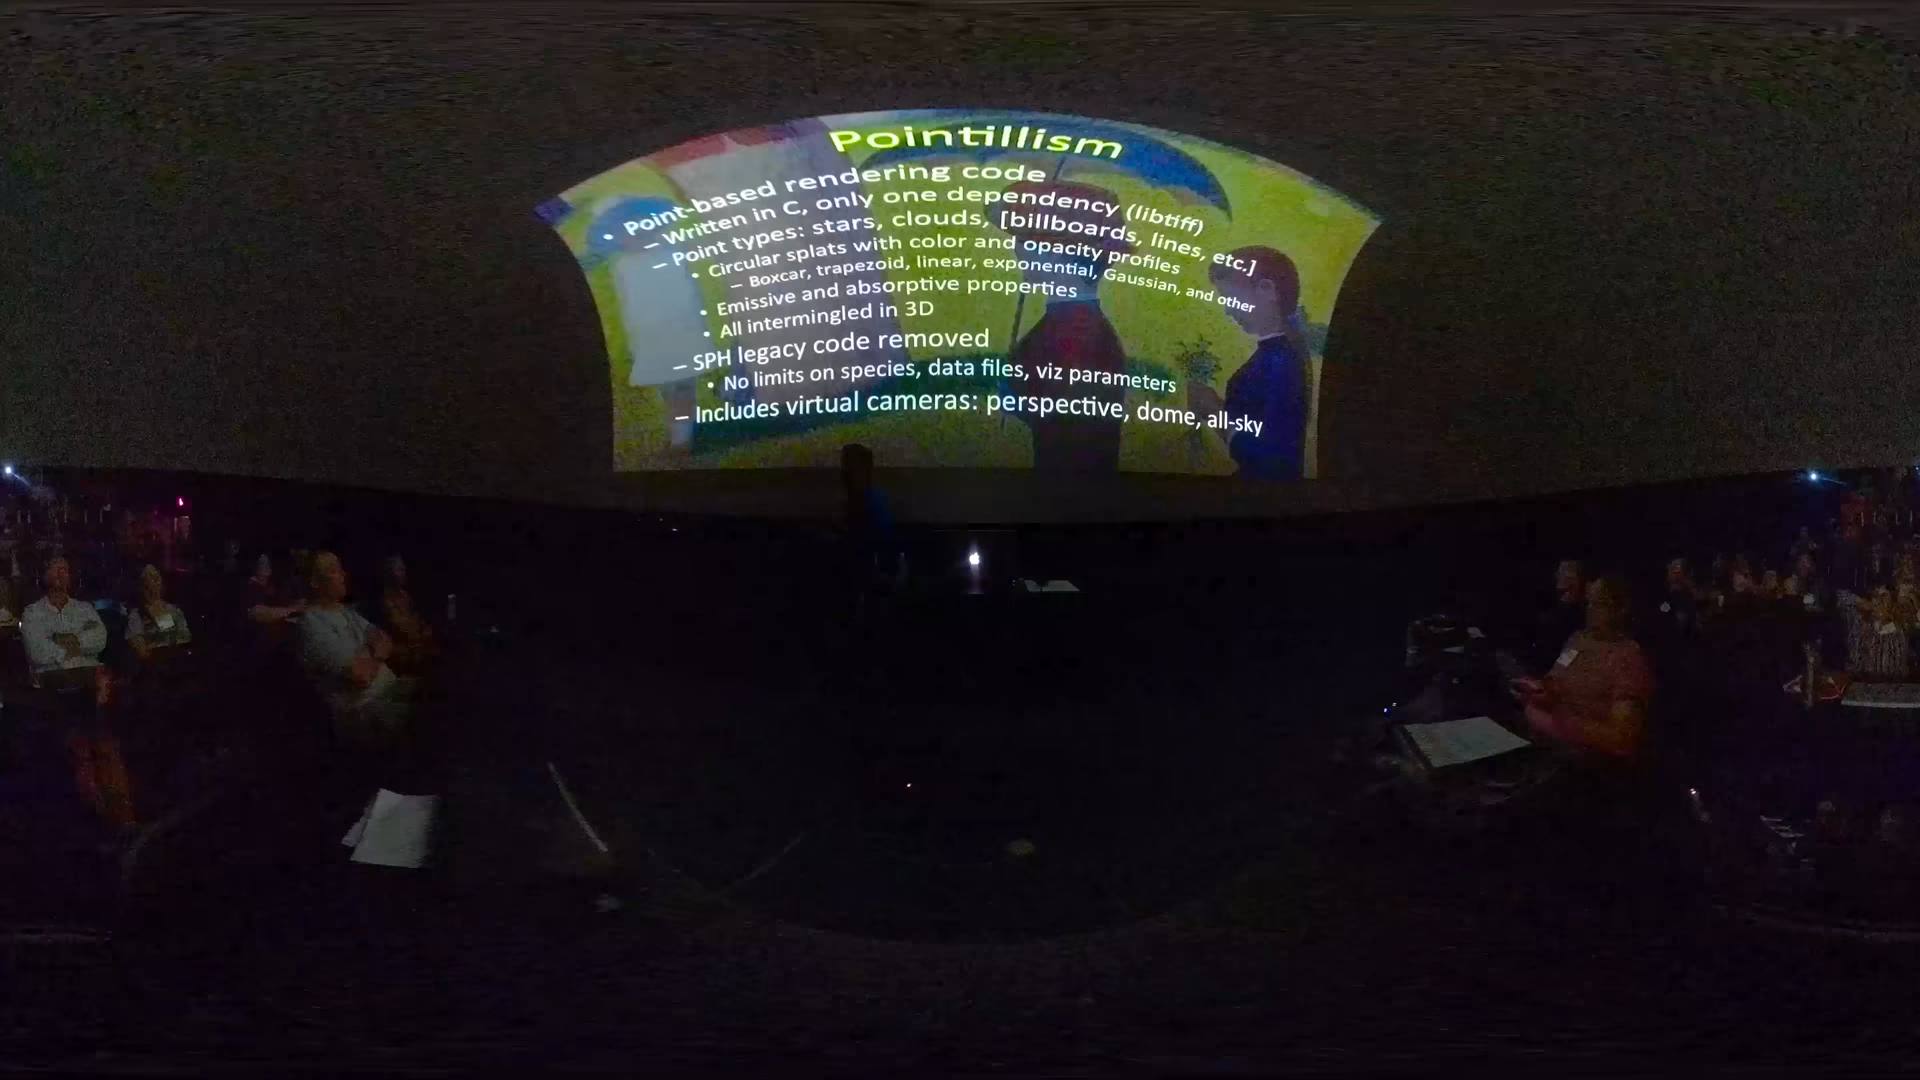 Pointillism
• Point-based rendering code
– Written in C, only one dependency (libtiff)
– Point types: stars, clouds, [billboards, lines, etc.]
• Circular splats with color and opacity profiles
– Boxcar, trapezoid, linear, exponential, Gaussian, and other
• Emissive and absorptive properties
• All intermingled in 3D
– SPH legacy code removed
• No limits on species, data files, viz parameters
– Includes virtual cameras: perspective, dome, all-sky